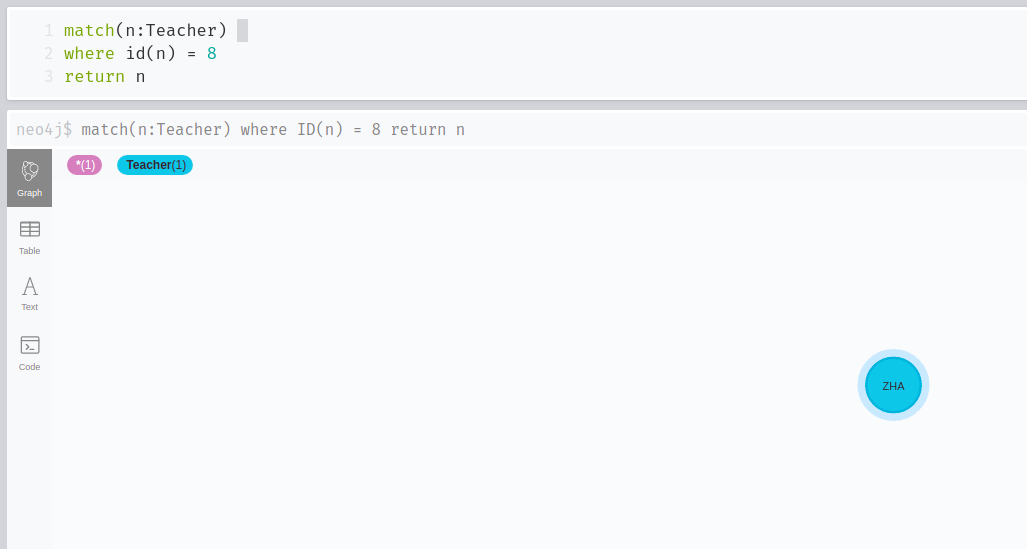 1 match(n:Teacher)
2 where id(n) = 8
3 return n
neo4j$ match(n:Teacher) where ID(n) = 8 return n
*(1) Teacher(1)
Graph
Table
A
Text
Code
ZHA